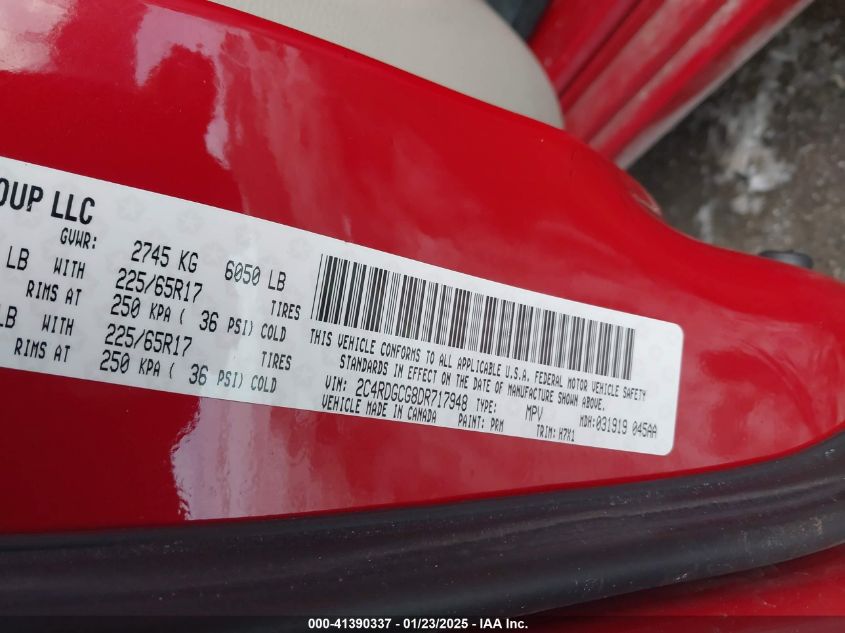 OUP LLC
GVWR: 2745 KG 6050 LB
LB WITH 225/65R17 TIRES
RIMS AT 250 KPA ( 36 PSI) COLD
LB WITH 225/65R17 TIRES
RIMS AT 250 KPA ( 36 PSI) COLD
THIS VEHICLE CONFORMS TO ALL APPLICABLE U.S.A. FEDERAL MOTOR VEHICLE SAFETY
STANDARDS IN EFFECT ON THE DATE OF MANUFACTURE SHOWN ABOVE.
VIN: 2C4RDGCG8DR717948 TYPE: MPV MDH:031919 045AA
VEHICLE MADE IN CANADA PAINT: PRM TRIM: H7X1
000-41390337 - 01/23/2025 - IAA Inc.